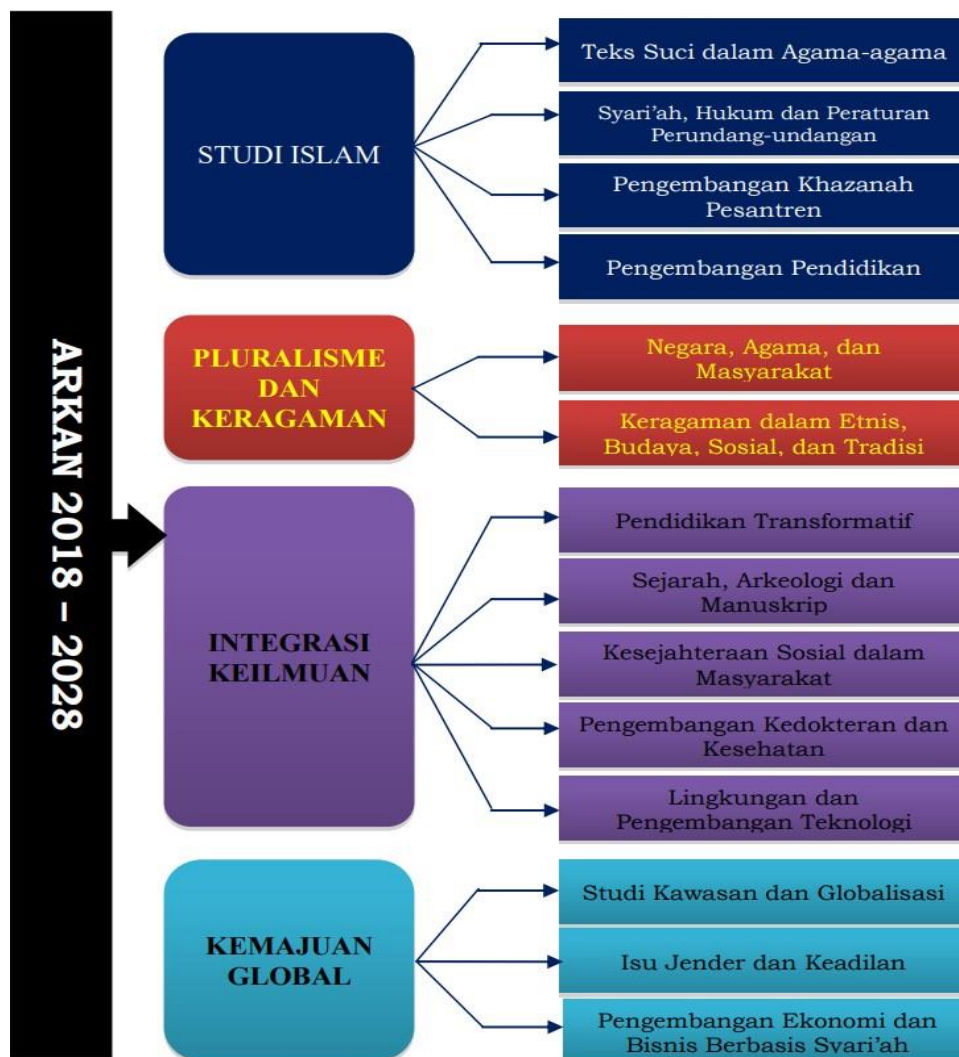 ARKAN 2018 – 2028
STUDI ISLAM
Teks Suci dalam Agama-agama
Syari’ah, Hukum dan Peraturan
Perundang-undangan
Pengembangan Khazanah
Pesantren
Pengembangan Pendidikan
PLURALISME
DAN
KERAGAMAN
Negara, Agama, dan
Masyarakat
Keragaman dalam Etnis,
Budaya, Sosial, dan Tradisi
INTEGRASI
KEILMUAN
Pendidikan Transformatif
Sejarah, Arkeologi dan
Manuskrip
Kesejahteraan Sosial dalam
Masyarakat
Pengembangan Kedokteran dan
Kesehatan
Lingkungan dan
Pengembangan Teknologi
KEMAJUAN
GLOBAL
Studi Kawasan dan Globalisasi
Isu Jender dan Keadilan
Pengembangan Ekonomi dan
Bisnis Berbasis Syari’ah